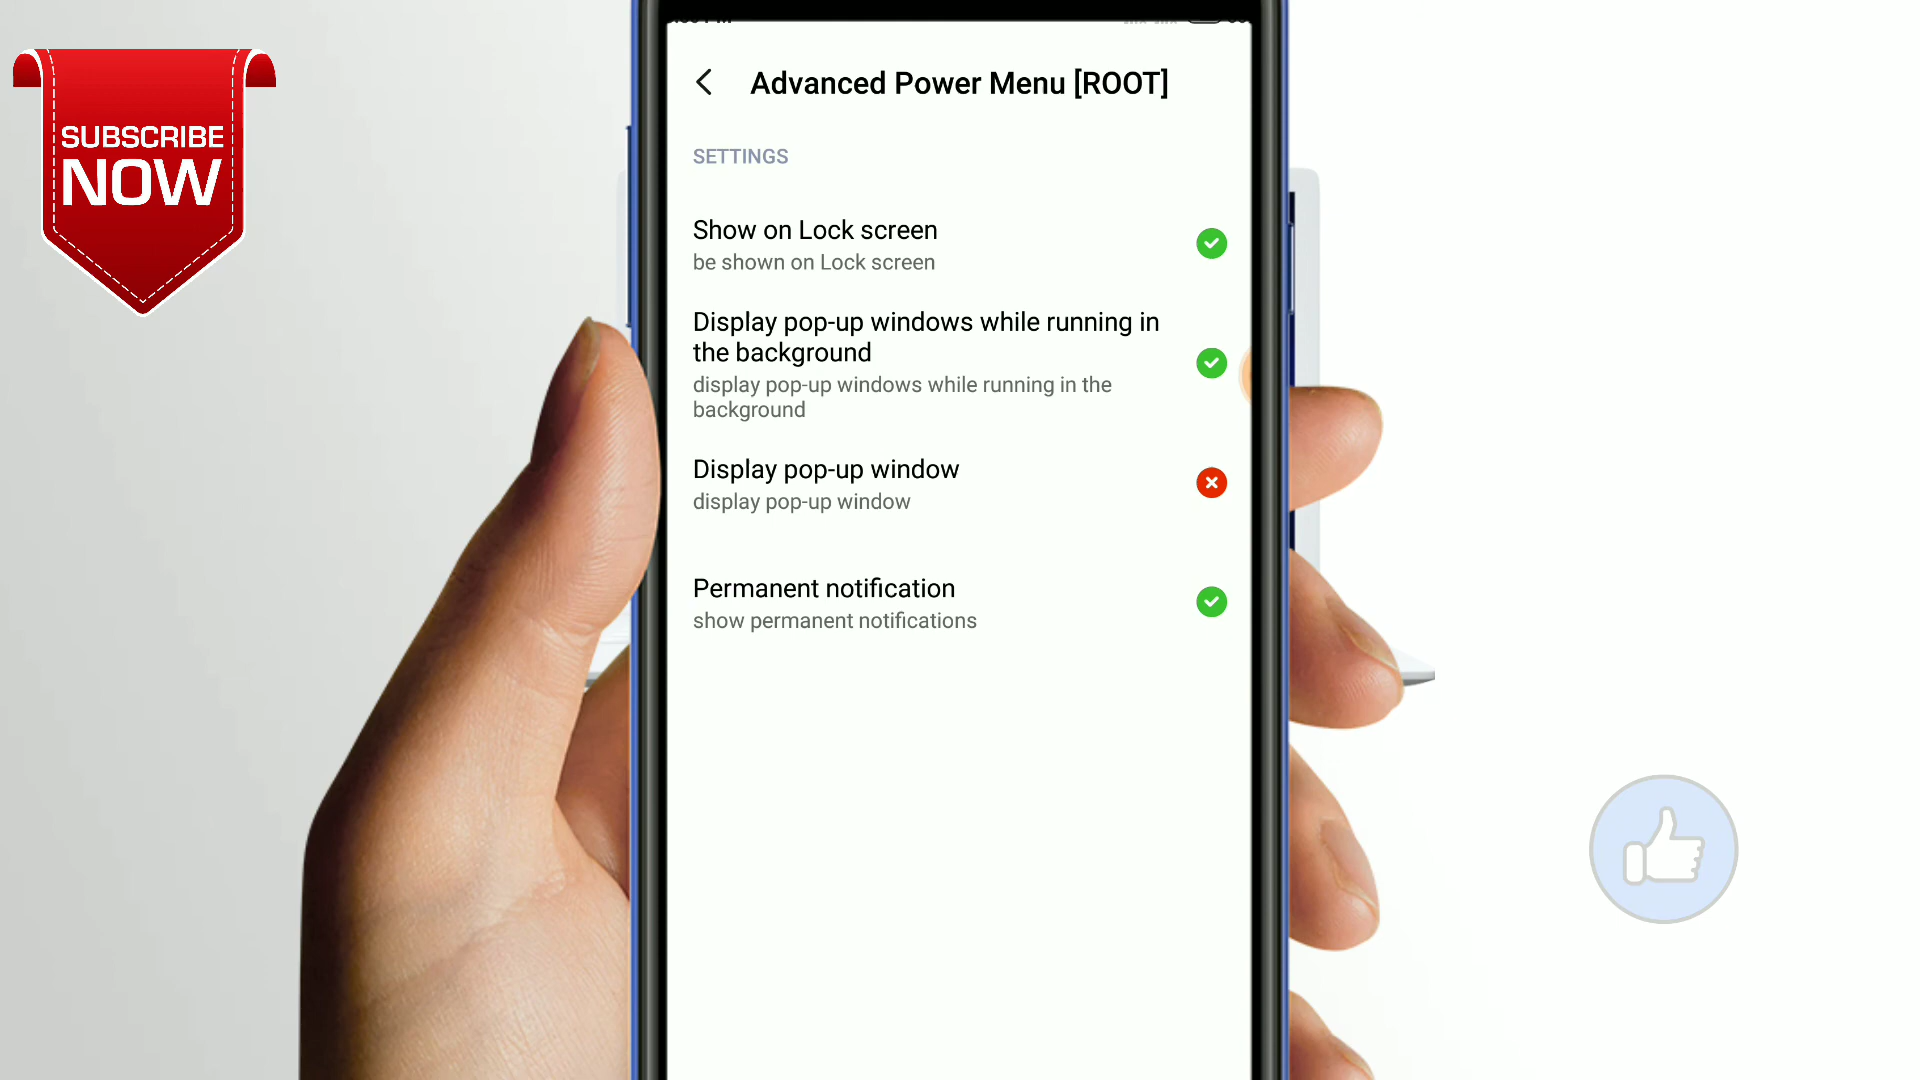 SUBSCRIBE
NOW
Advanced Power Menu [ROOT]
SETTINGS
Show on Lock screen
be shown on Lock screen
Display pop-up windows while running in
the background
display pop-up windows while running in the
background
Display pop-up window
display pop-up window
Permanent notification
show permanent notifications